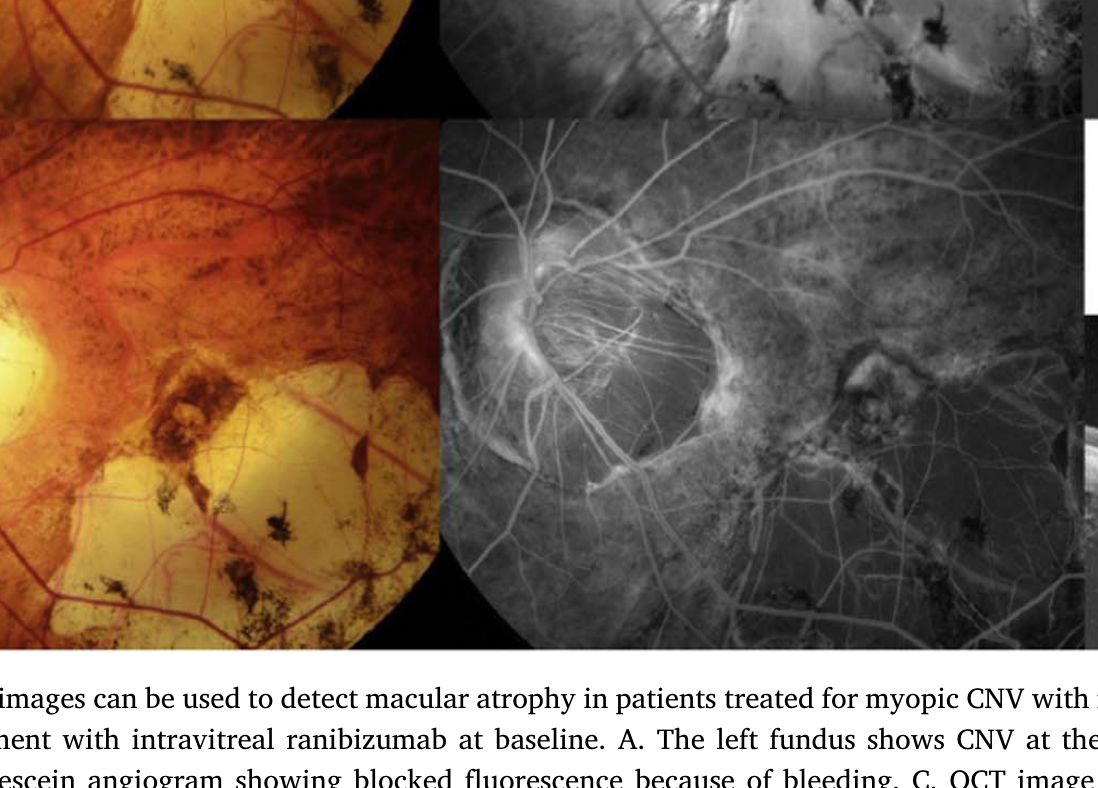 images can be used to detect macular atrophy in patients treated for myopic CNV with
ment with intravitreal ranibizumab at baseline. A. The left fundus shows CNV at the
escein angiogram showing blocked fluorescence because of bleeding. C. OCT image